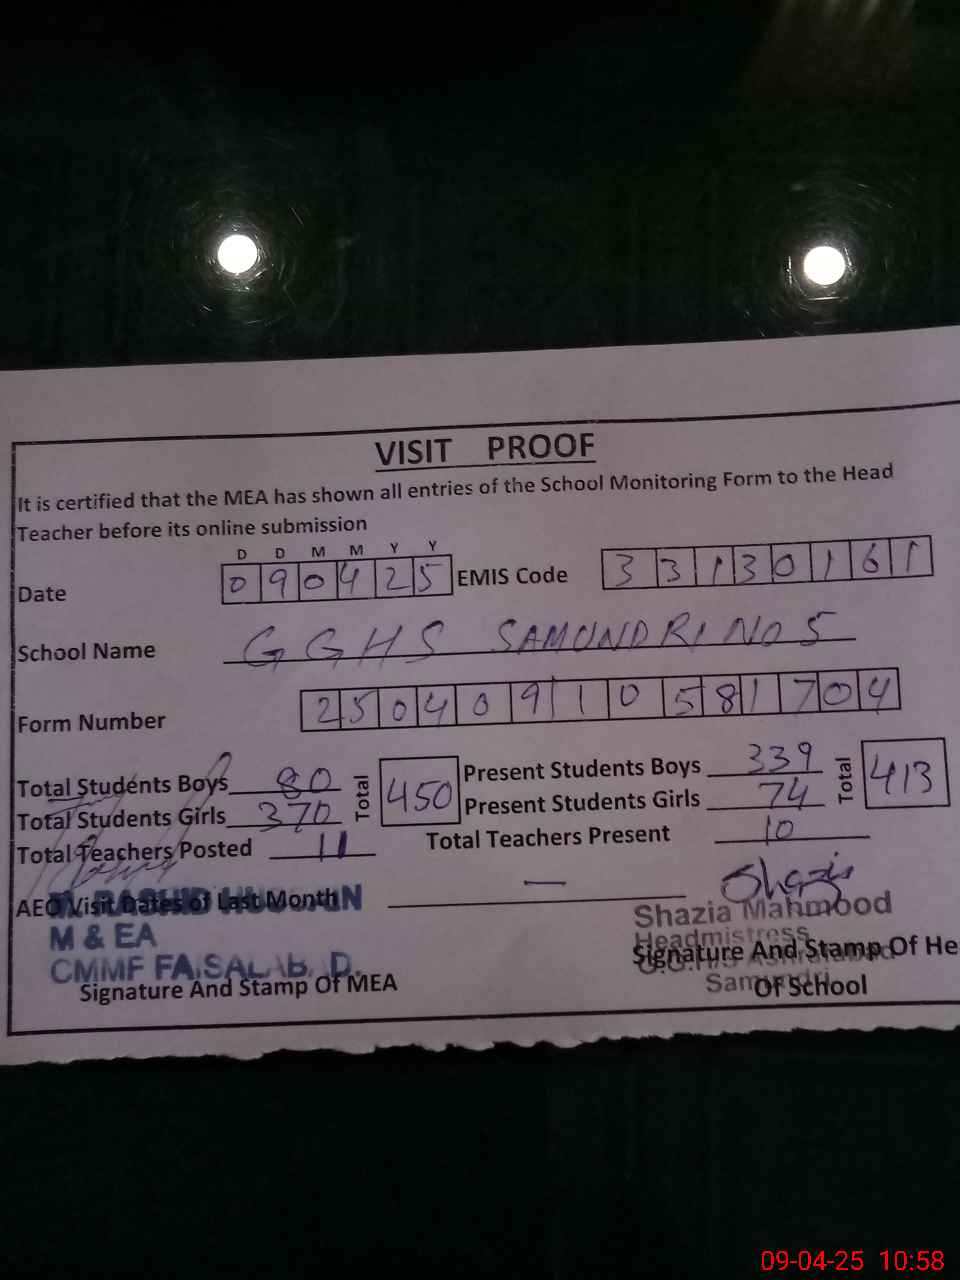 VISIT PROOF
It is certified that the MEA has shown all entries of the School Monitoring Form to the Head
Teacher before its online submission
D D M M Y Y
Date 0 9 0 4 2 5 EMIS Code 3 3 1 3 0 1 6 1
School Name GGHS SAMUNDRI NO 5
Form Number 2 5 0 4 0 9 1 0 5 8 1 7 0 4
Total Students Boys 80 Total 450 Present Students Boys 339 Total 413
Total Students Girls 370 Present Students Girls 74
Total Teachers Posted 11 Total Teachers Present 10
AEO Visit Dates of Last Month —
Shazia
M. RASHID HUSSAIN
M & EA
CMMF FAISALABAD.
Signature And Stamp Of MEA
Shazia Mahmood
Headmistress
Samundri
Signature And Stamp Of He
Of School
09-04-25 10:58